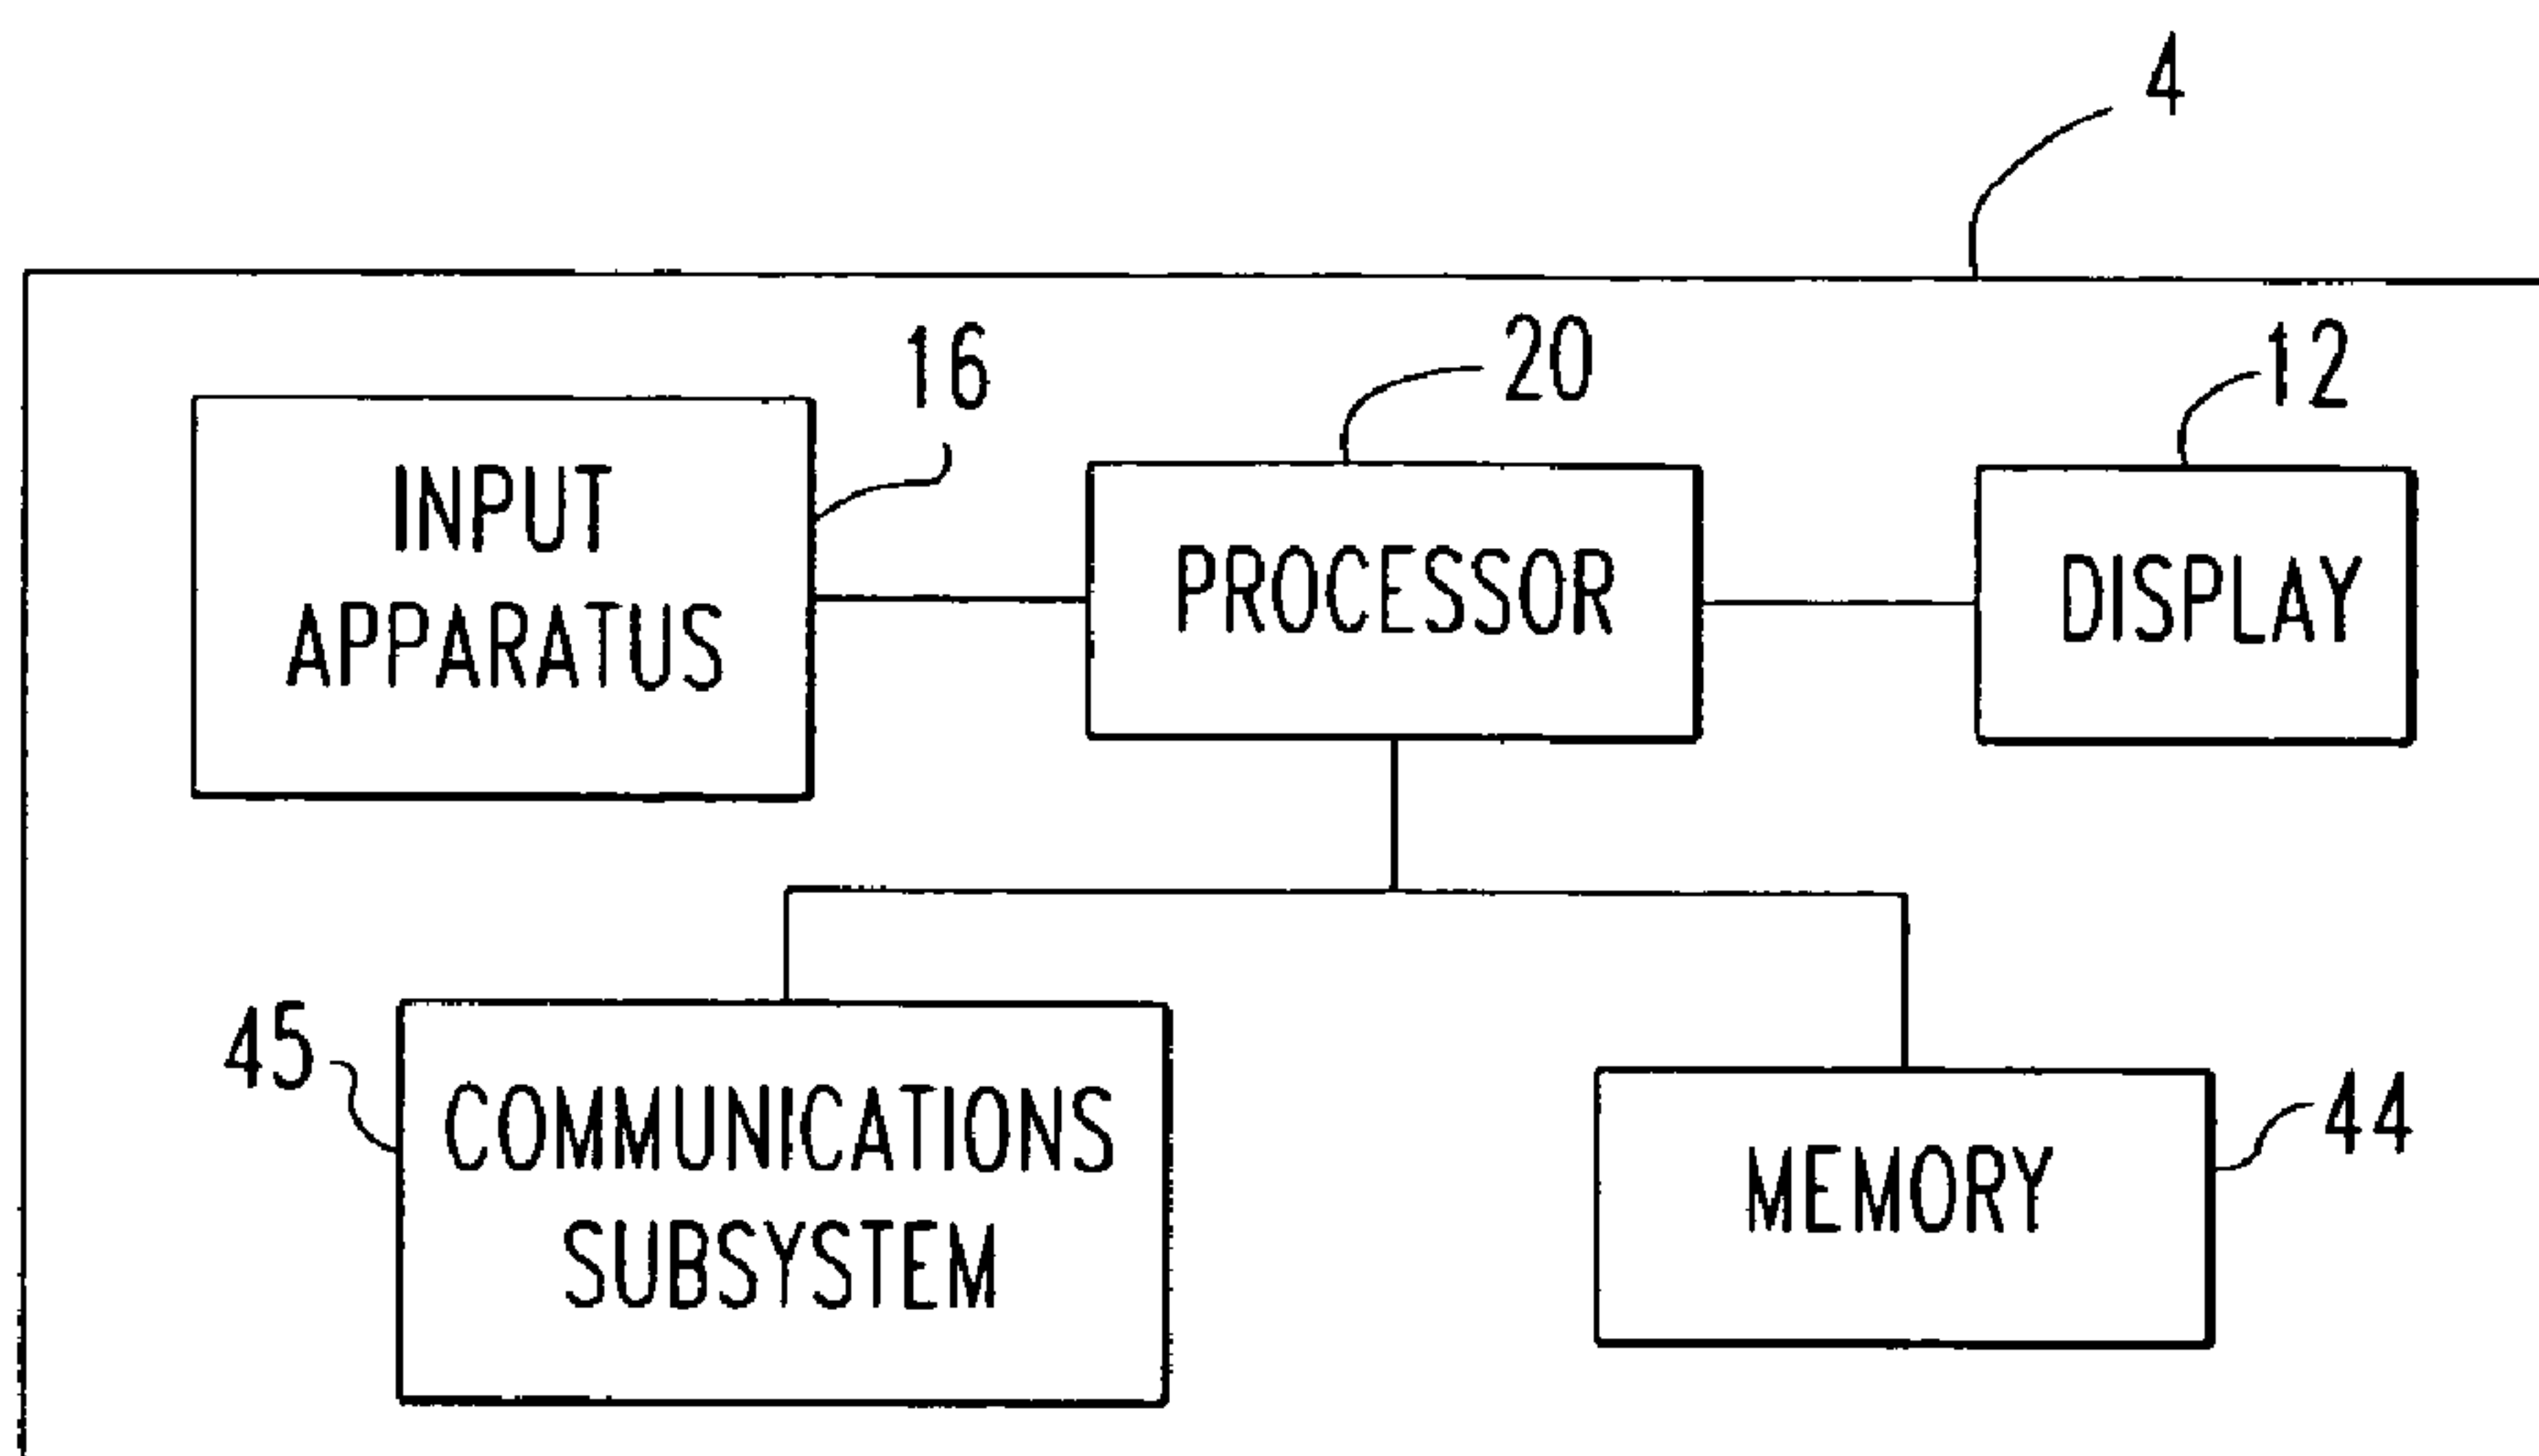 4
16
20
12
INPUT
APPARATUS
PROCESSOR
DISPLAY
45
COMMUNICATIONS
SUBSYSTEM
MEMORY
44